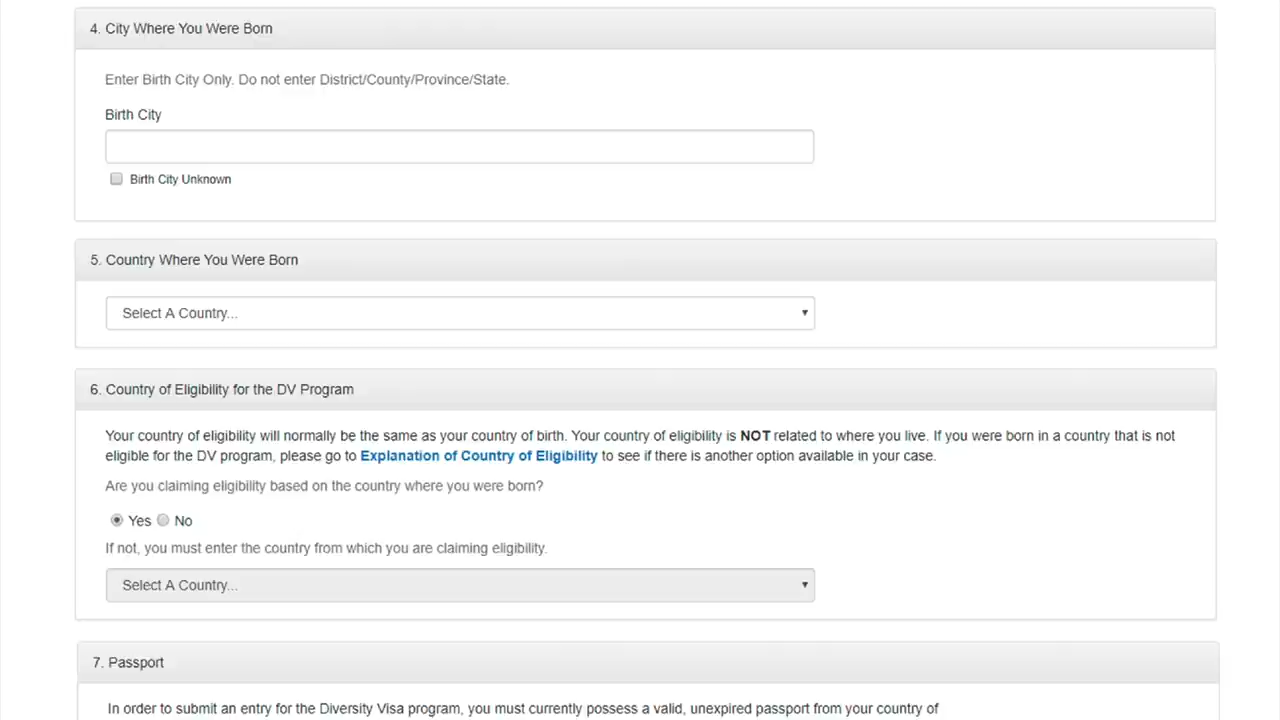 4. City Where You Were Born
Enter Birth City Only. Do not enter District/County/Province/State.
Birth City
Birth City Unknown
5. Country Where You Were Born
Select A Country...
6. Country of Eligibility for the DV Program
Your country of eligibility will normally be the same as your country of birth. Your country of eligibility is NOT related to where you live. If you were born in a country that is not
eligible for the DV program, please go to Explanation of Country of Eligibility to see if there is another option available in your case.
Are you claiming eligibility based on the country where you were born?
Yes No
If not, you must enter the country from which you are claiming eligibility.
Select A Country...
7. Passport
In order to submit an entry for the Diversity Visa program, you must currently possess a valid, unexpired passport from your country of